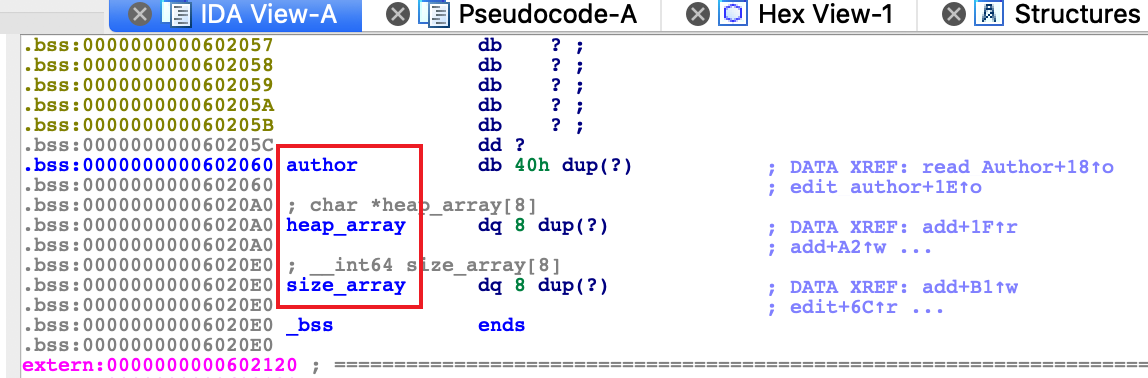 IDA View-A Pseudocode-A Hex View-1 Structures
.bss:0000000000602057 db ? ;
.bss:0000000000602058 db ? ;
.bss:0000000000602059 db ? ;
.bss:000000000060205A db ? ;
.bss:000000000060205B db ? ;
.bss:000000000060205C dd ?
.bss:0000000000602060 author db 40h dup(?) ; DATA XREF: read Author+18↑o
.bss:0000000000602060 ; edit author+1E↑o
.bss:00000000006020A0 ; char *heap_array[8]
.bss:00000000006020A0 heap_array dq 8 dup(?) ; DATA XREF: add+1F↑r
.bss:00000000006020A0 ; add+A2↑w ...
.bss:00000000006020E0 ; __int64 size_array[8]
.bss:00000000006020E0 size_array dq 8 dup(?) ; DATA XREF: add+B1↑w
.bss:00000000006020E0 ; edit+6C↑r ...
.bss:00000000006020E0 _bss ends
.bss:00000000006020E0
extern:0000000000602120 ; ===========================================================================